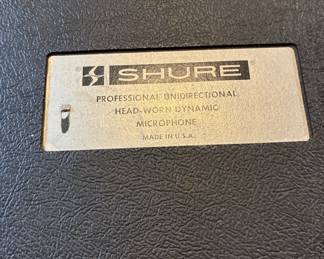 SHURE
PROFESSIONAL UNIDIRECTIONAL
HEAD-WORN DYNAMIC
MICROPHONE
MADE IN U.S.A.